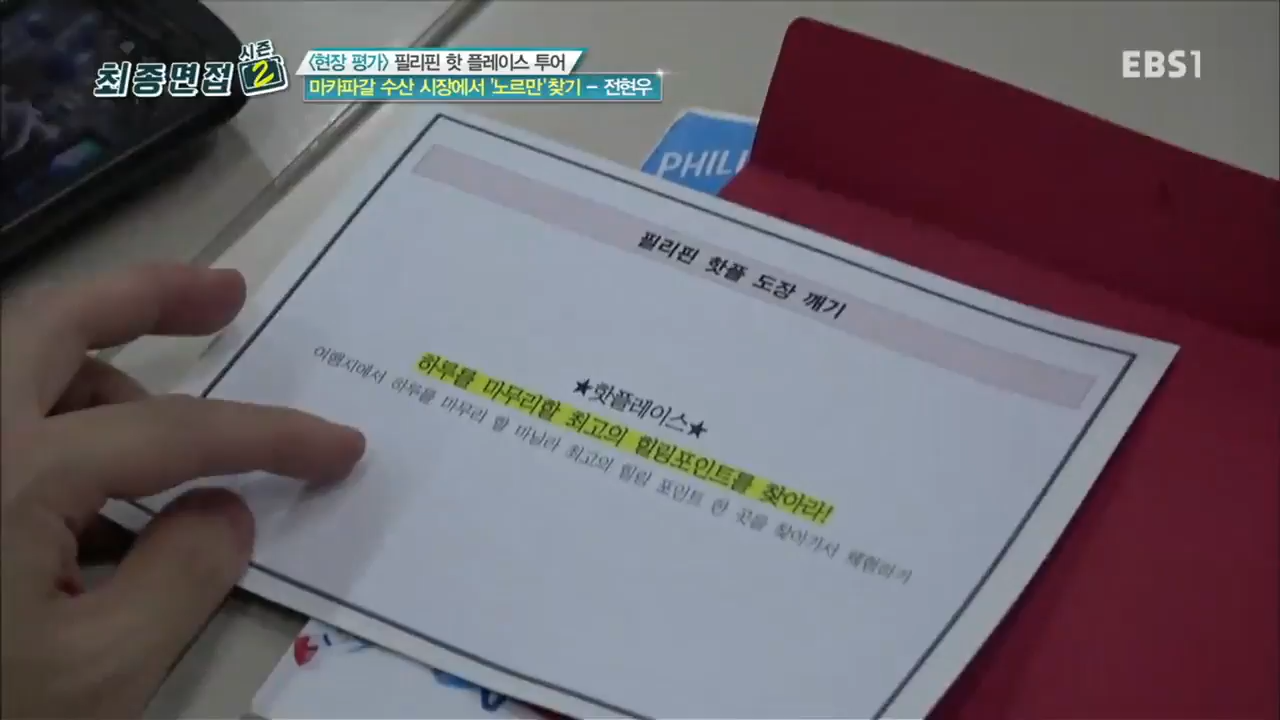 최종면접 시즌 2
〈현장 평가〉 필리핀 핫 플레이스 투어
마카파갈 수산 시장에서 '노르만'찾기 - 전현우
EBS1
PHILI
필리핀 핫플 도장 깨기
★핫플레이스★
하루를 마무리할 최고의 힐링포인트를 찾아라!
여행지에서 하루를 마무리 할 마닐라 최고의 힐링 포인트 한 곳을 찾아가서 체험하기